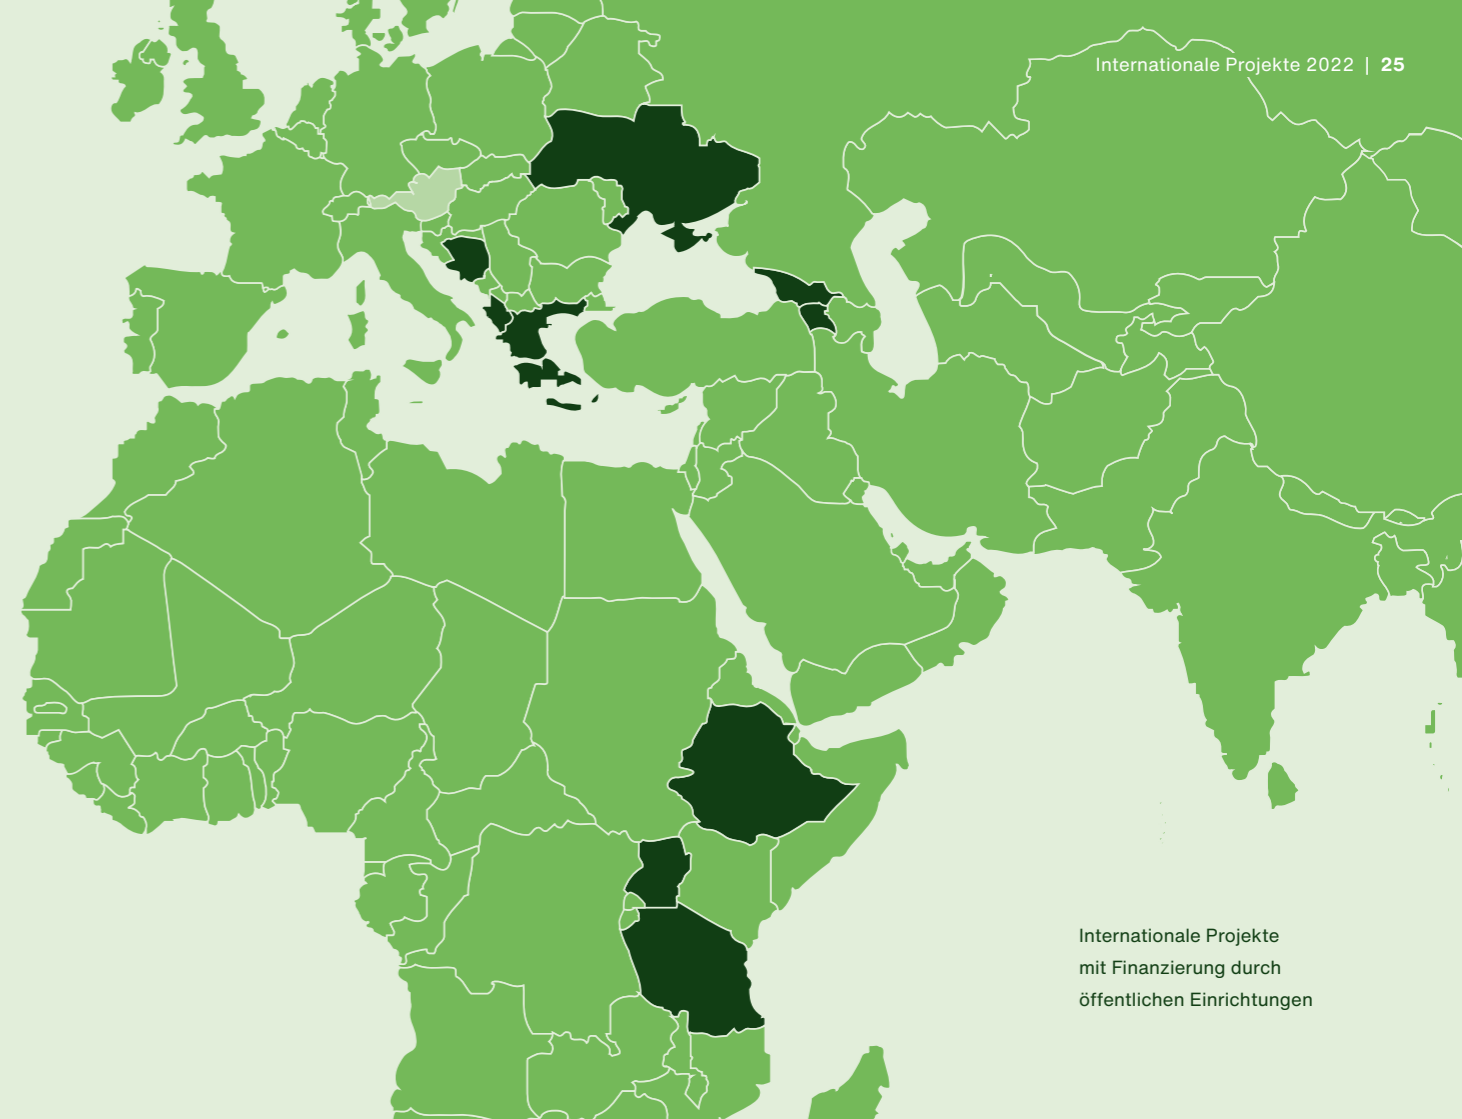 Internationale Projekte 2022 | 25
Internationale Projekte
mit Finanzierung durch
öffentlichen Einrichtungen